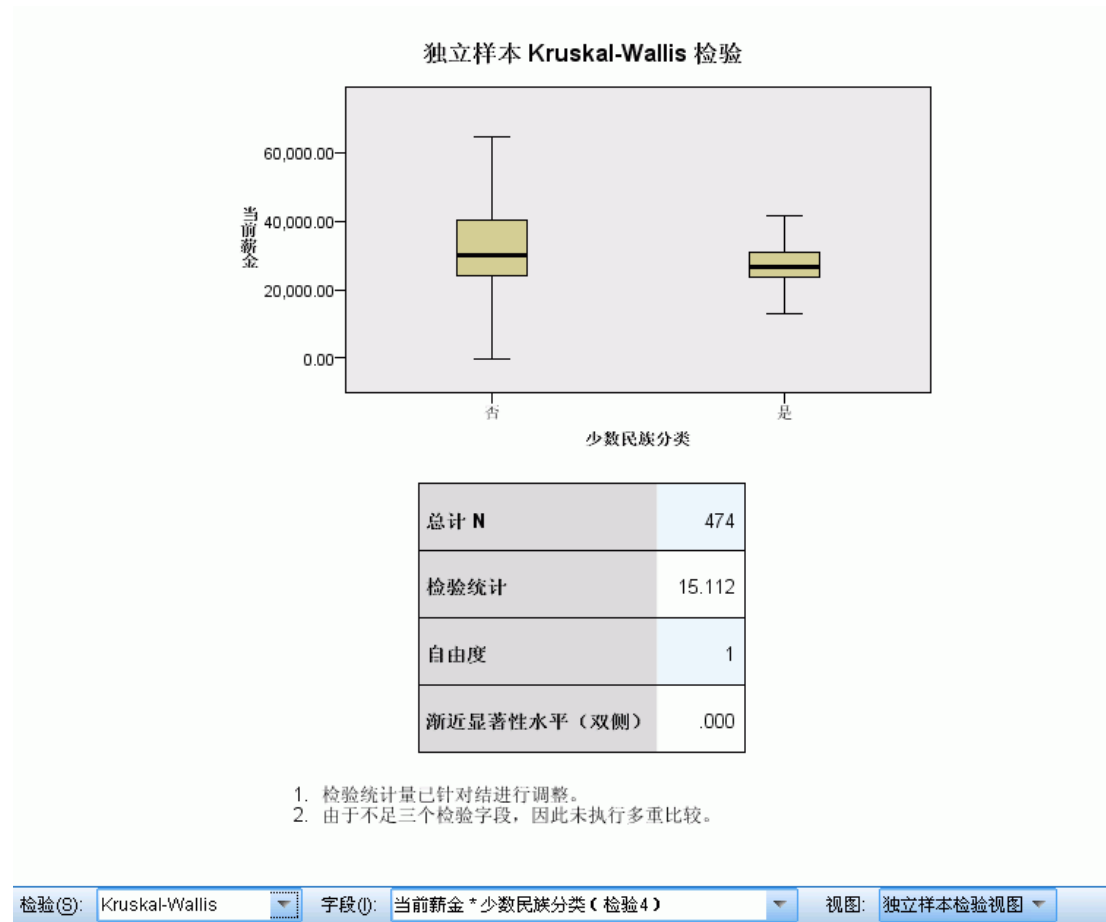 独立样本 Kruskal-Wallis 检验
60,000.00
40,000.00
20,000.00
0.00
当前薪金
否 是
少数民族分类
总计 N 474
检验统计 15.112
自由度 1
渐近显著性水平（双侧） .000
1. 检验统计量已针对结进行调整。
2. 由于不足三个检验字段，因此未执行多重比较。
检验(S): Kruskal-Wallis 字段(I): 当前薪金*少数民族分类(检验4) 视图: 独立样本检验视图